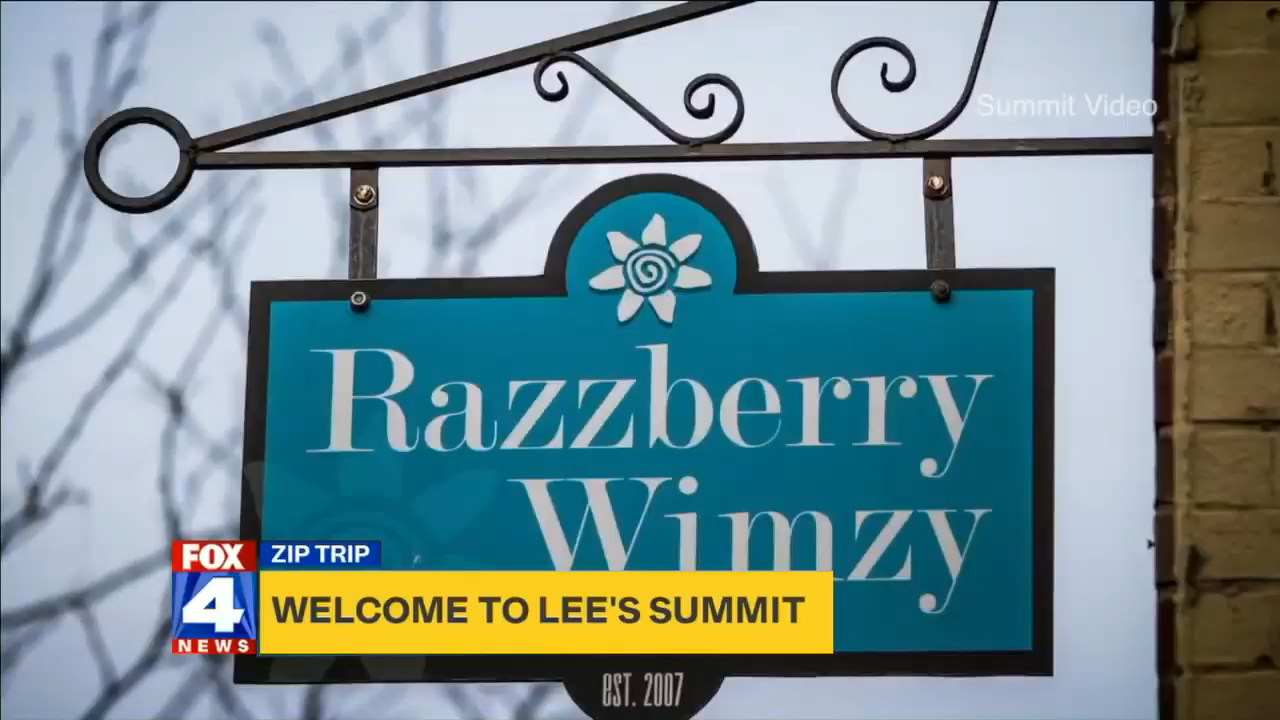 Summit Video
Razzberry
Wimzy
FOX
4
NEWS
ZIP TRIP
WELCOME TO LEE'S SUMMIT
EST. 2007